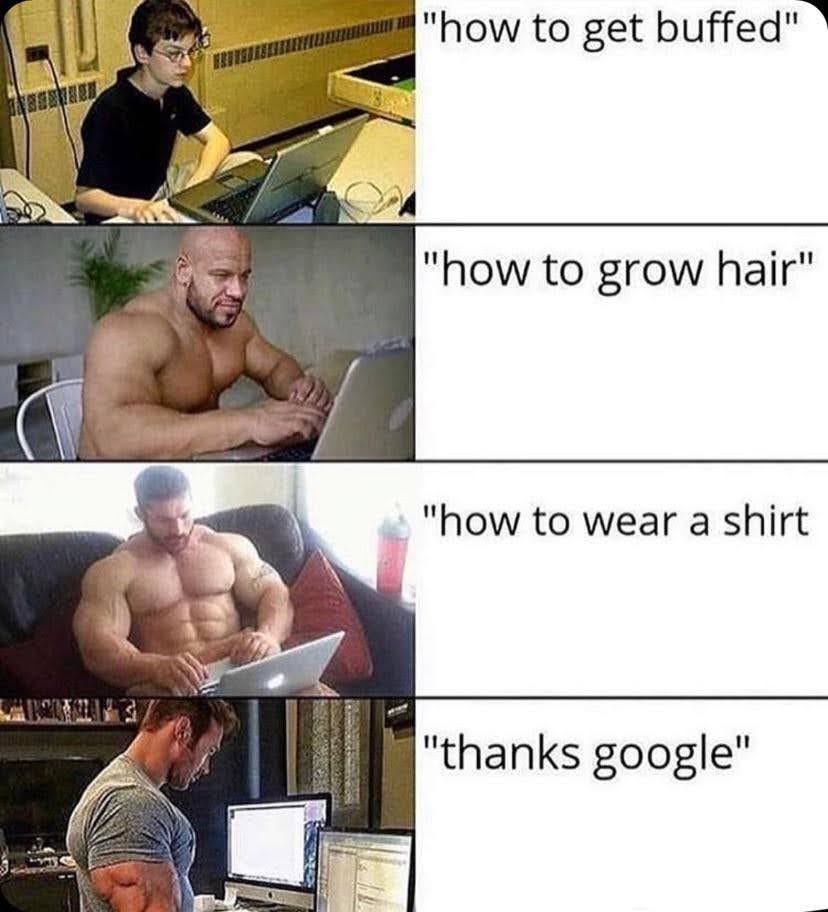 "how to get buffed"
"how to grow hair"
"how to wear a shirt
"thanks google"